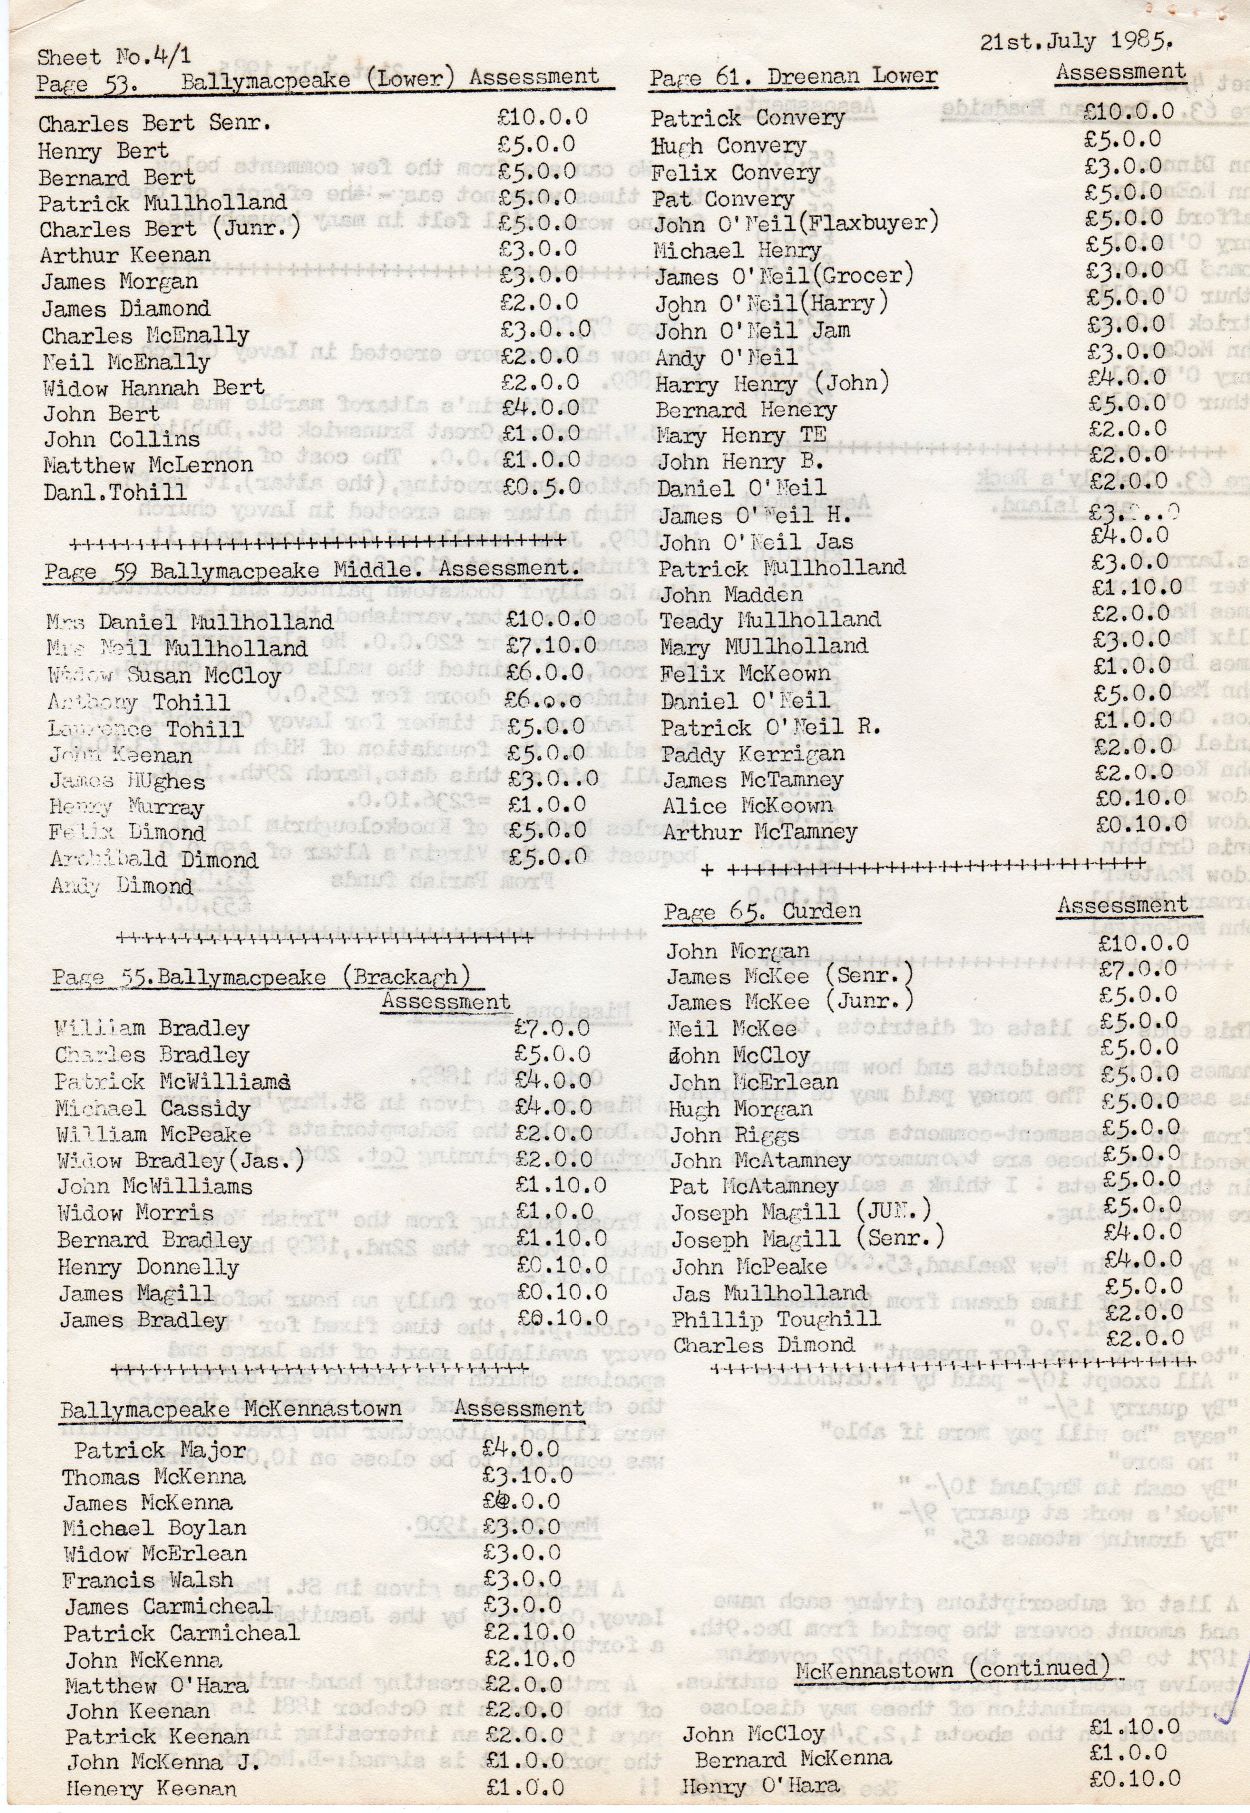 21st.July 1985.
Sheet No.4/1
Page 53. Ballymacpeake (Lower) Assessment
Charles Bert Senr. £10.0.0
Henry Bert £5.0.0
Bernard Bert £5.0.0
Patrick Mullholland £5.0.0
Charles Bert (Junr.) £5.0.0
Arthur Keenan £3.0.0
James Morgan £3.0.0
James Diamond £2.0.0
Charles McEnally £3.0..0
Neil McEnally £2.0.0
Widow Hannah Bert £2.0.0
John Bert £4.0.0
John Collins £1.0.0
Matthew McLernon £1.0.0
Danl.Tohill £0.5.0
Page 59 Ballymacpeake Middle. Assessment.
Mrs Daniel Mullholland £10.0.0
Mrs Neil Mullholland £7.10.0
Widow Susan McCloy £6.0.0
Anthony Tohill £6.o.o
Laurence Tohill £5.0.0
John Keenan £5.0.0
James HUghes £3.0..0
Henry Murray £1.0.0
Felix Dimond £5.0.0
Archibald Dimond £5.0.0
Andy Dimond
Page 55.Ballymacpeake (Brackagh)
Assessment
William Bradley £7.0.0
Charles Bradley £5.0.0
Patrick McWilliams £4.0.0
Michael Cassidy £4.0.0
William McPeake £2.0.0
Widow Bradley(Jas.) £2.0.0
John McWilliams £1.10.0
Widow Morris £1.0.0
Bernard Bradley £1.10.0
Henry Donnelly £0.10.0
James Magill £0.10.0
James Bradley £0.10.0
Ballymacpeake McKennastown Assessment
Patrick Major £4.0.0
Thomas McKenna £3.10.0
James McKenna
Michael Boylan £3.0.0
Widow McErlean £3.0.0
Francis Walsh £3.0.0
James Carmicheal £3.0.0
Patrick Carmicheal £2.10.0
John McKenna £2.10.0
Matthew O'Hara £2.0.0
John Keenan £2.0.0
Patrick Keenan £2.0.0
John McKenna J. £1.0.0
Henery Keenan £1.0.0
Page 61. Dreenan Lower Assessment
Patrick Convery £10.0.0
Hugh Convery £5.0.0
Felix Convery £3.0.0
Pat Convery £5.0.0
John O'Neil(Flaxbuyer) £5.0.0
Michael Henry £5.0.0
James O'Neil(Grocer) £3.0.0
John O'Neil(Harry) £5.0.0
John O'Neil Jam £3.0.0
Andy O'Neil £3.0.0
Harry Henry (John) £4.0.0
Bernard Henery £5.0.0
Mary Henry TE £2.0.0
John Henry B. £2.0.0
Daniel O'Neil £2.0.0
James O'Neil H.
John O'Neil Jas £4.0.0
Patrick Mullholland £3.0.0
John Madden £1.10.0
Teady Mullholland £2.0.0
Mary MUllholland £3.0.0
Felix McKeown £1.0.0
Daniel O'Neil £5.0.0
Patrick O'Neil R. £1.0.0
Paddy Kerrigan £2.0.0
James McTamney £2.0.0
Alice McKeown £0.10.0
Arthur McTamney £0.10.0
Page 65. Curden Assessment
John Morgan £10.0.0
James McKee (Senr.) £7.0.0
James McKee (Junr.) £5.0.0
Neil McKee £5.0.0
John McCloy £5.0.0
John McErlean £5.0.0
Hugh Morgan £5.0.0
John Riggs £5.0.0
John McAtamney £5.0.0
Pat McAtamney £5.0.0
Joseph Magill (JUN.) £5.0.0
Joseph Magill (Senr.) £4.0.0
John McPeake £4.0.0
Jas Mullholland £5.0.0
Phillip Toughill £2.0.0
Charles Dimond £2.0.0
McKennastown (continued)
John McCloy £1.10.0
Bernard McKenna £1.0.0
Henry O'Hara £0.10.0